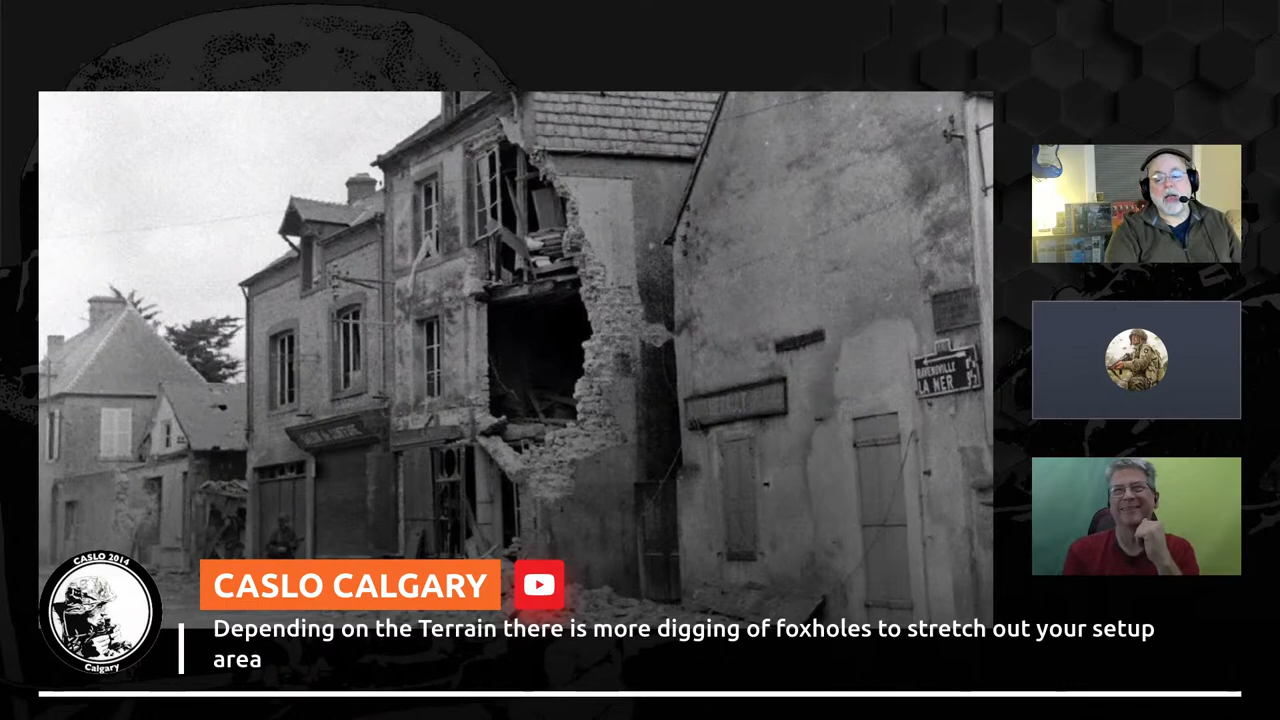 RAVENOVILLE
LA MER
CASLO 2014
Calgary
CASLO CALGARY
Depending on the Terrain there is more digging of foxholes to stretch out your setup
area